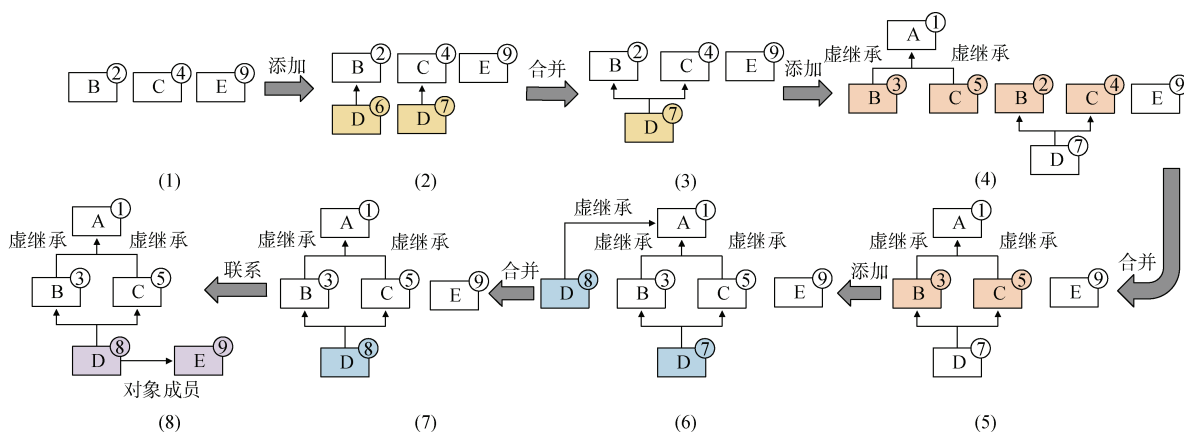 B ② C ④ E ⑨
(1)
添加
B ② C ④ E ⑨
D ⑥ D ⑦
(2)
合并
B ② C ④ E ⑨
D ⑦
(3)
添加
A ①
虚继承 虚继承
B ③ C ⑤ B ② C ④ E ⑨
D ⑦
(4)
合并
A ①
虚继承 虚继承
B ③ C ⑤ E ⑨
D ⑦
(5)
添加
虚继承 A ①
虚继承 虚继承
D ⑧ B ③ C ⑤ E ⑨
D ⑦
(6)
合并
A ①
虚继承 虚继承
B ③ C ⑤ E ⑨
D ⑧
(7)
联系
A ①
虚继承 虚继承
B ③ C ⑤
D ⑧ E ⑨
对象成员
(8)